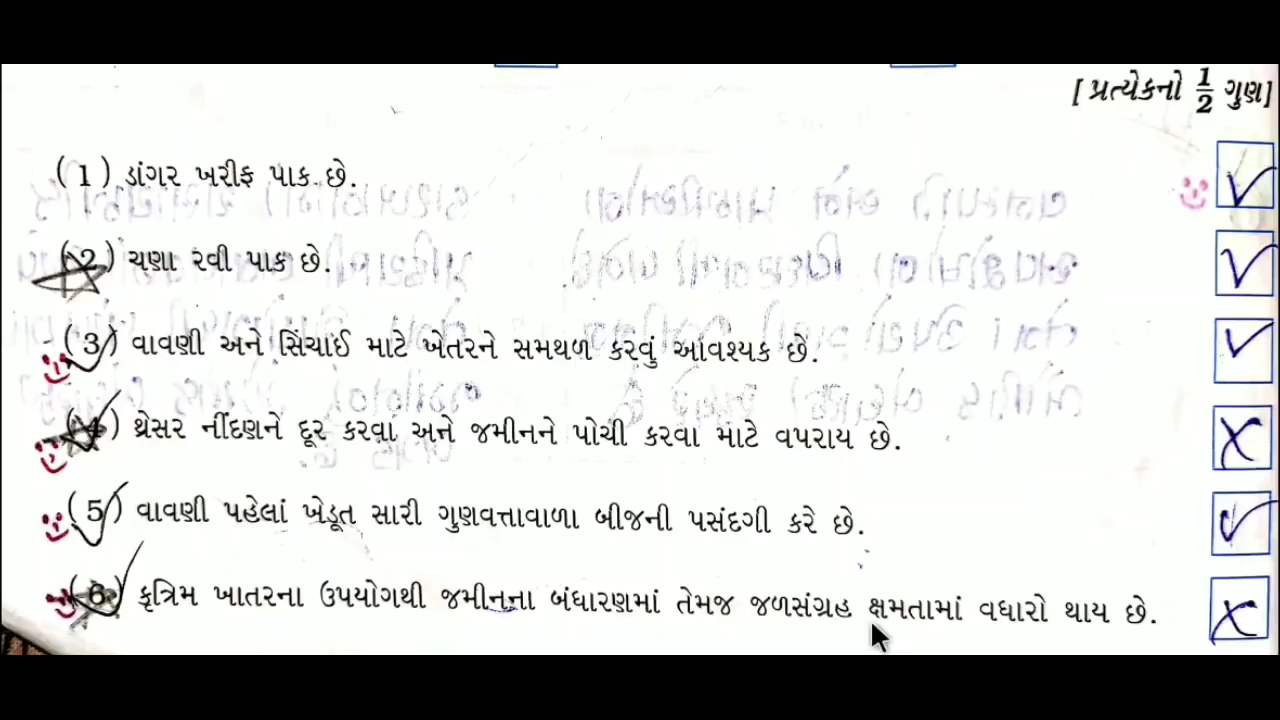 [ પ્રત્યેકનો 1/2 ગુણ]
(1) ડાંગર ખરીફ પાક છે. ✓
(2) ચણા રવી પાક છે. ✓
(3) વાવણી અને સિંચાઈ માટે ખેતરને સમથળ કરવું આવશ્યક છે. ✓
(4) થ્રેસર નીંદણને દૂર કરવા અને જમીનને પોચી કરવા માટે વપરાય છે. X
(5) વાવણી પહેલાં ખેડૂત સારી ગુણવત્તાવાળા બીજની પસંદગી કરે છે. ✓
(6) કૃત્રિમ ખાતરના ઉપયોગથી જમીનના બંધારણમાં તેમજ જળસંગ્રહ ક્ષમતામાં વધારો થાય છે. X